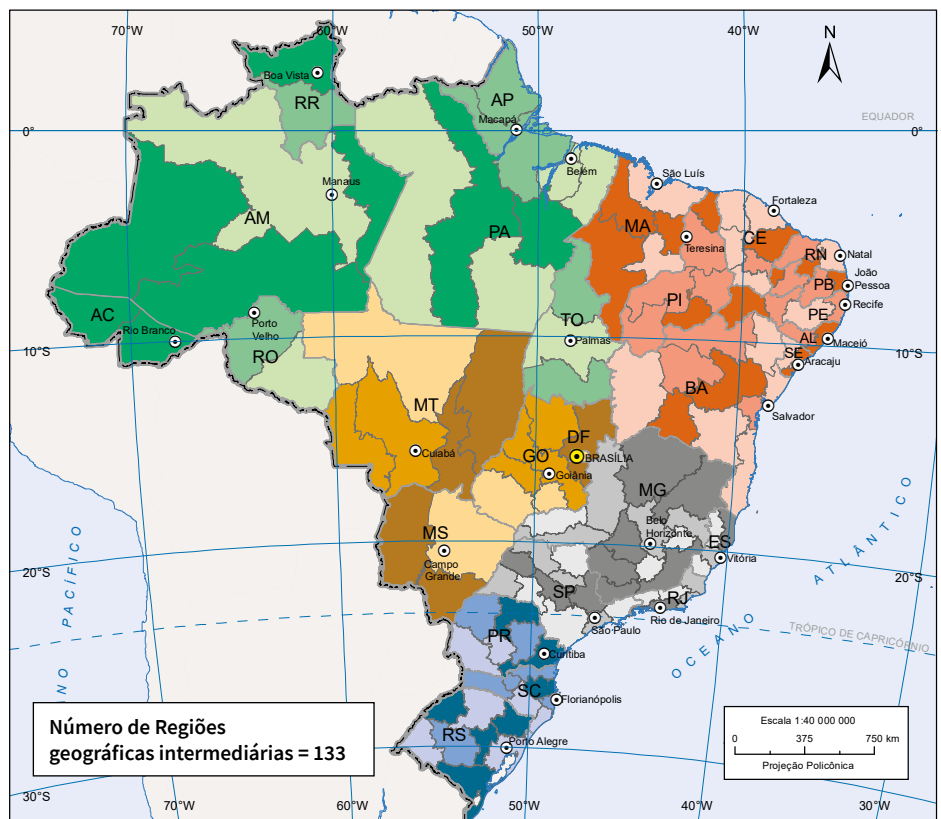 70°W
60°W
50°W
40°W
N
Boa Vista
RR
AP
Macapá
EQUADOR
0°
0°
Belém
São Luís
Manaus
Fortaleza
AM
PA
MA
Teresina
CE
RN
Natal
João
Pessoa
PB
PI
Recife
PE
AC
Rio Branco
Porto
Velho
RO
TO
Palmas
AL
Maceió
SE
Aracaju
10°S
10°S
BA
Salvador
MT
Cuiabá
DF
GO
BRASÍLIA
Goiânia
MG
Belo
Horizonte
ES
Vitória
MS
Campo
Grande
SP
RJ
Rio de Janeiro
São Paulo
20°S
20°S
OCEANO ATLÂNTICO
ANO PACÍFICO
TRÓPICO DE CAPRICÓRNIO
PR
Curitiba
SC
Florianópolis
RS
Porto Alegre
Número de Regiões
geográficas intermediárias = 133
Escala 1:40 000 000
0 375 750 km
Projeção Policônica
30°S
70°W
60°W
50°W
40°W
30°W